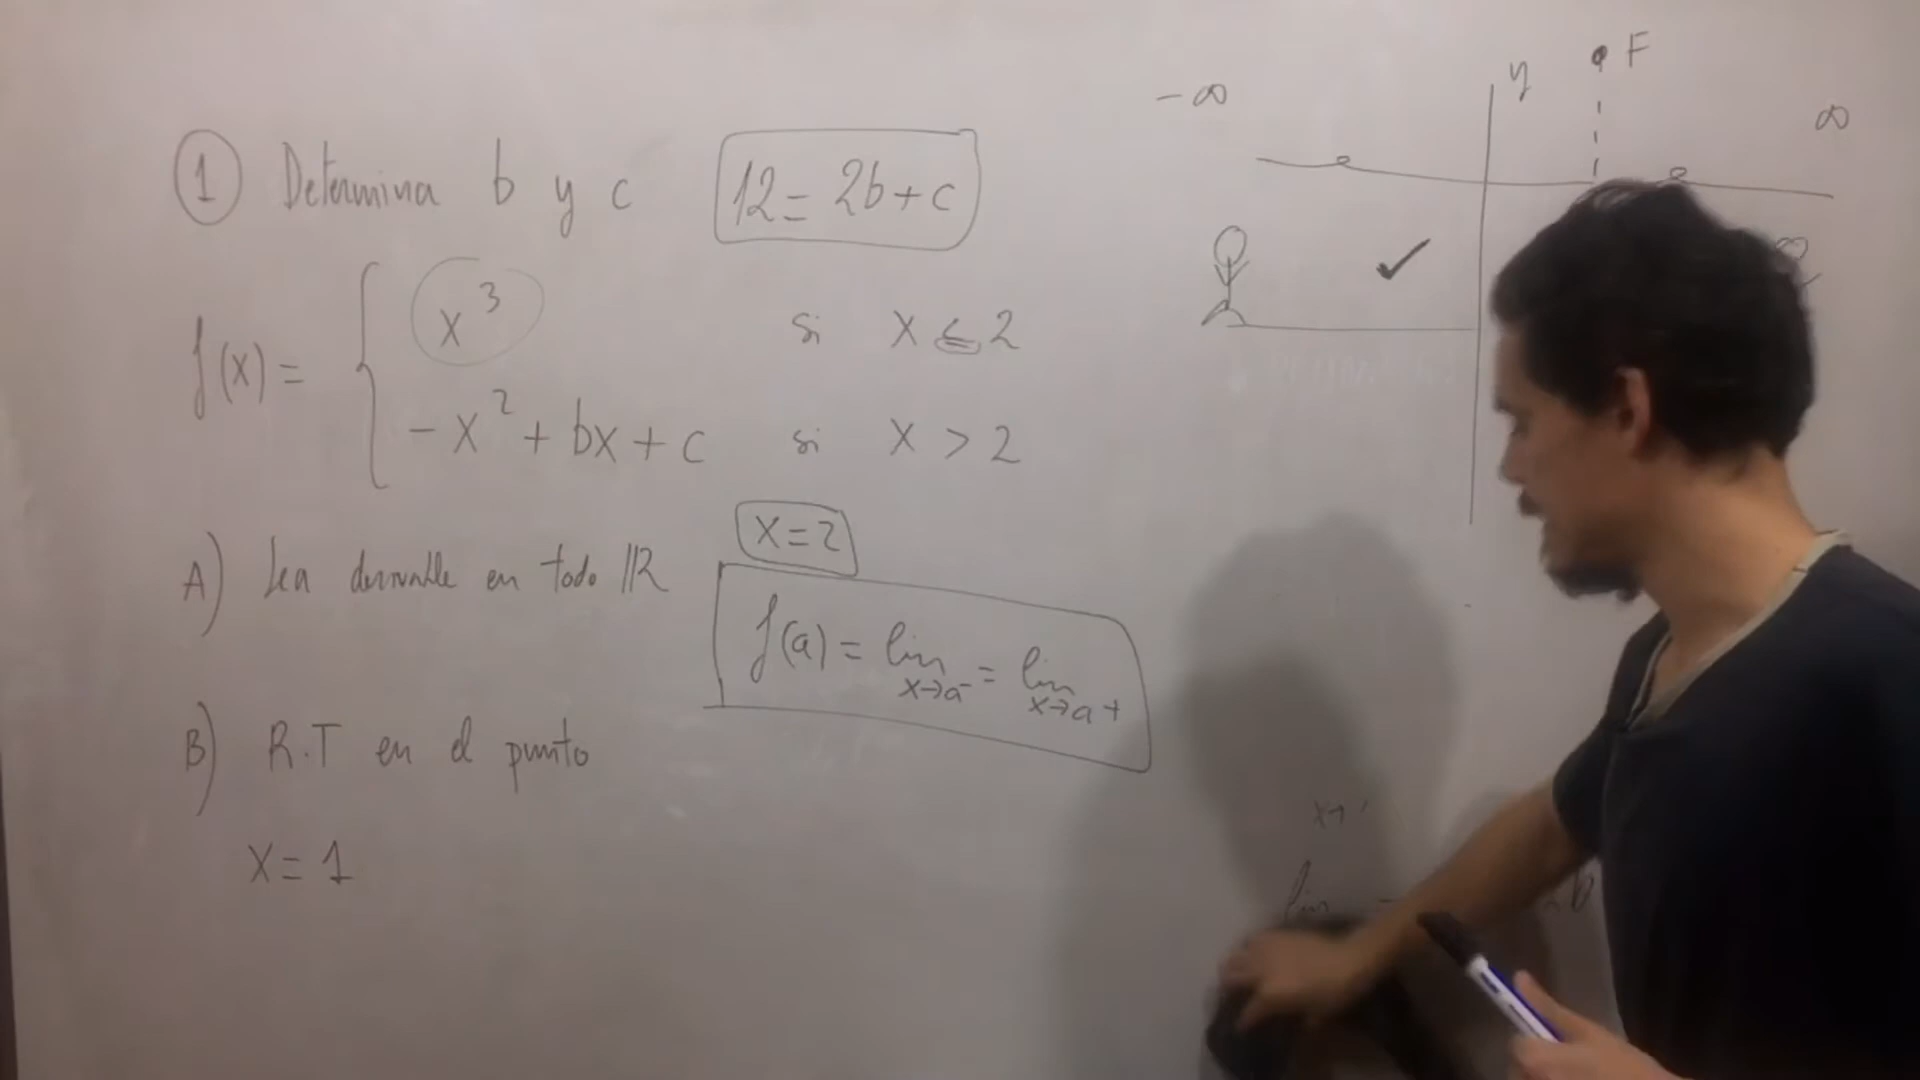 ① Determina b y c 12 = 2b + c
f(x) = { x³ si x ≤ 2
-x² + bx + c si x > 2
A) Sea derivable en todo ℝ
x = 2
f(a) = lim x→a⁻ = lim x→a⁺
B) R.T en el punto
x = 1
-∞ y F ∞
x→
lim
b